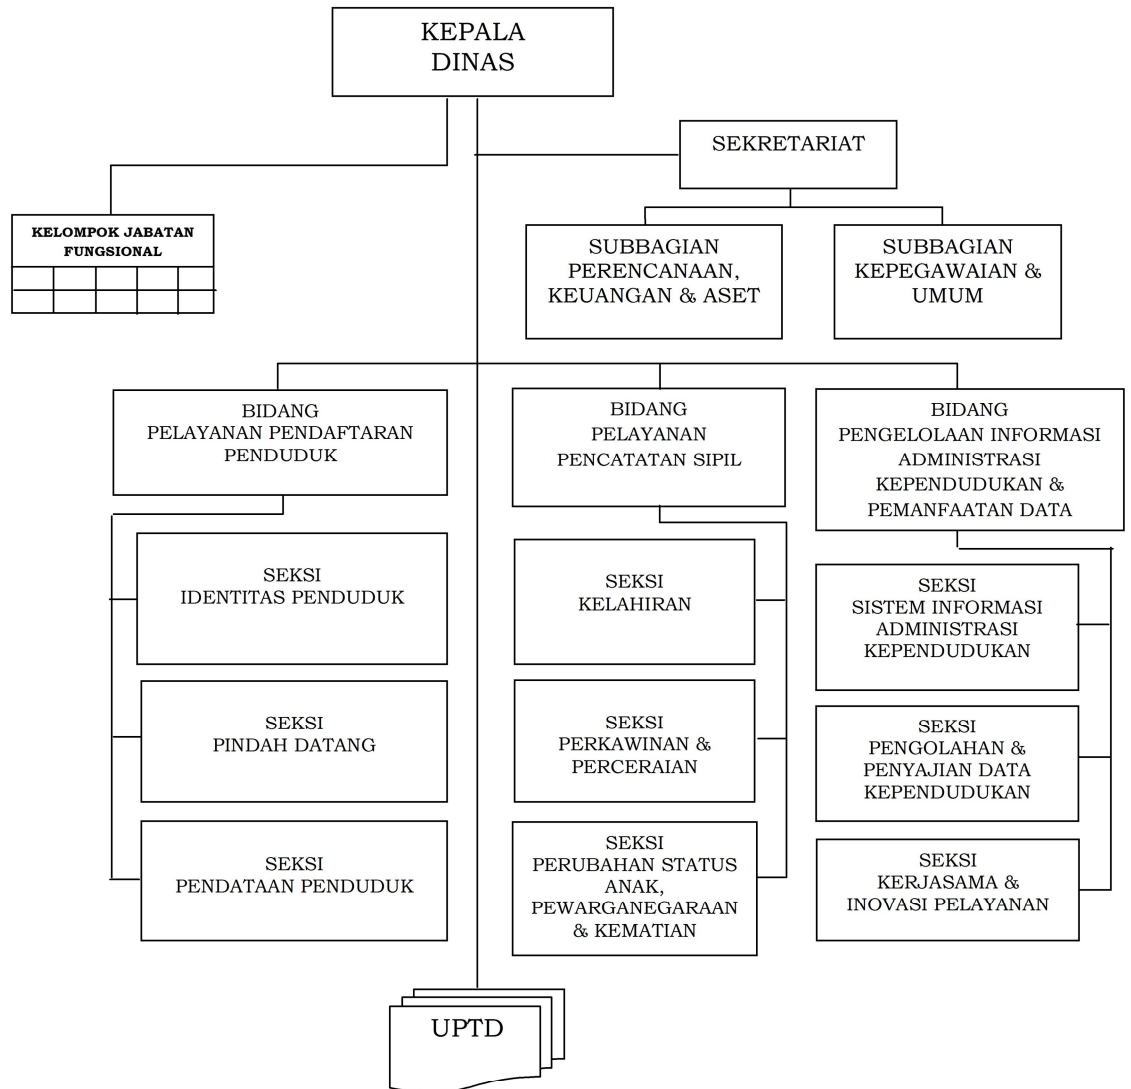 KEPALA
DINAS
SEKRETARIAT
KELOMPOK JABATAN
FUNGSIONAL
SUBBAGIAN
PERENCANAAN,
KEUANGAN & ASET
SUBBAGIAN
KEPEGAWAIAN &
UMUM
BIDANG
PELAYANAN PENDAFTARAN
PENDUDUK
BIDANG
PELAYANAN
PENCATATAN SIPIL
BIDANG
PENGELOLAAN INFORMASI
ADMINISTRASI
KEPENDUDUKAN &
PEMANFAATAN DATA
SEKSI
IDENTITAS PENDUDUK
SEKSI
PINDAH DATANG
SEKSI
PENDATAAN PENDUDUK
SEKSI
KELAHIRAN
SEKSI
PERKAWINAN &
PERCERAIAN
SEKSI
PERUBAHAN STATUS
ANAK,
PEWARGANEGARAAN
& KEMATIAN
SEKSI
SISTEM INFORMASI
ADMINISTRASI
KEPENDUDUKAN
SEKSI
PENGOLAHAN &
PENYAJIAN DATA
KEPENDUDUKAN
SEKSI
KERJASAMA &
INOVASI PELAYANAN
UPTD